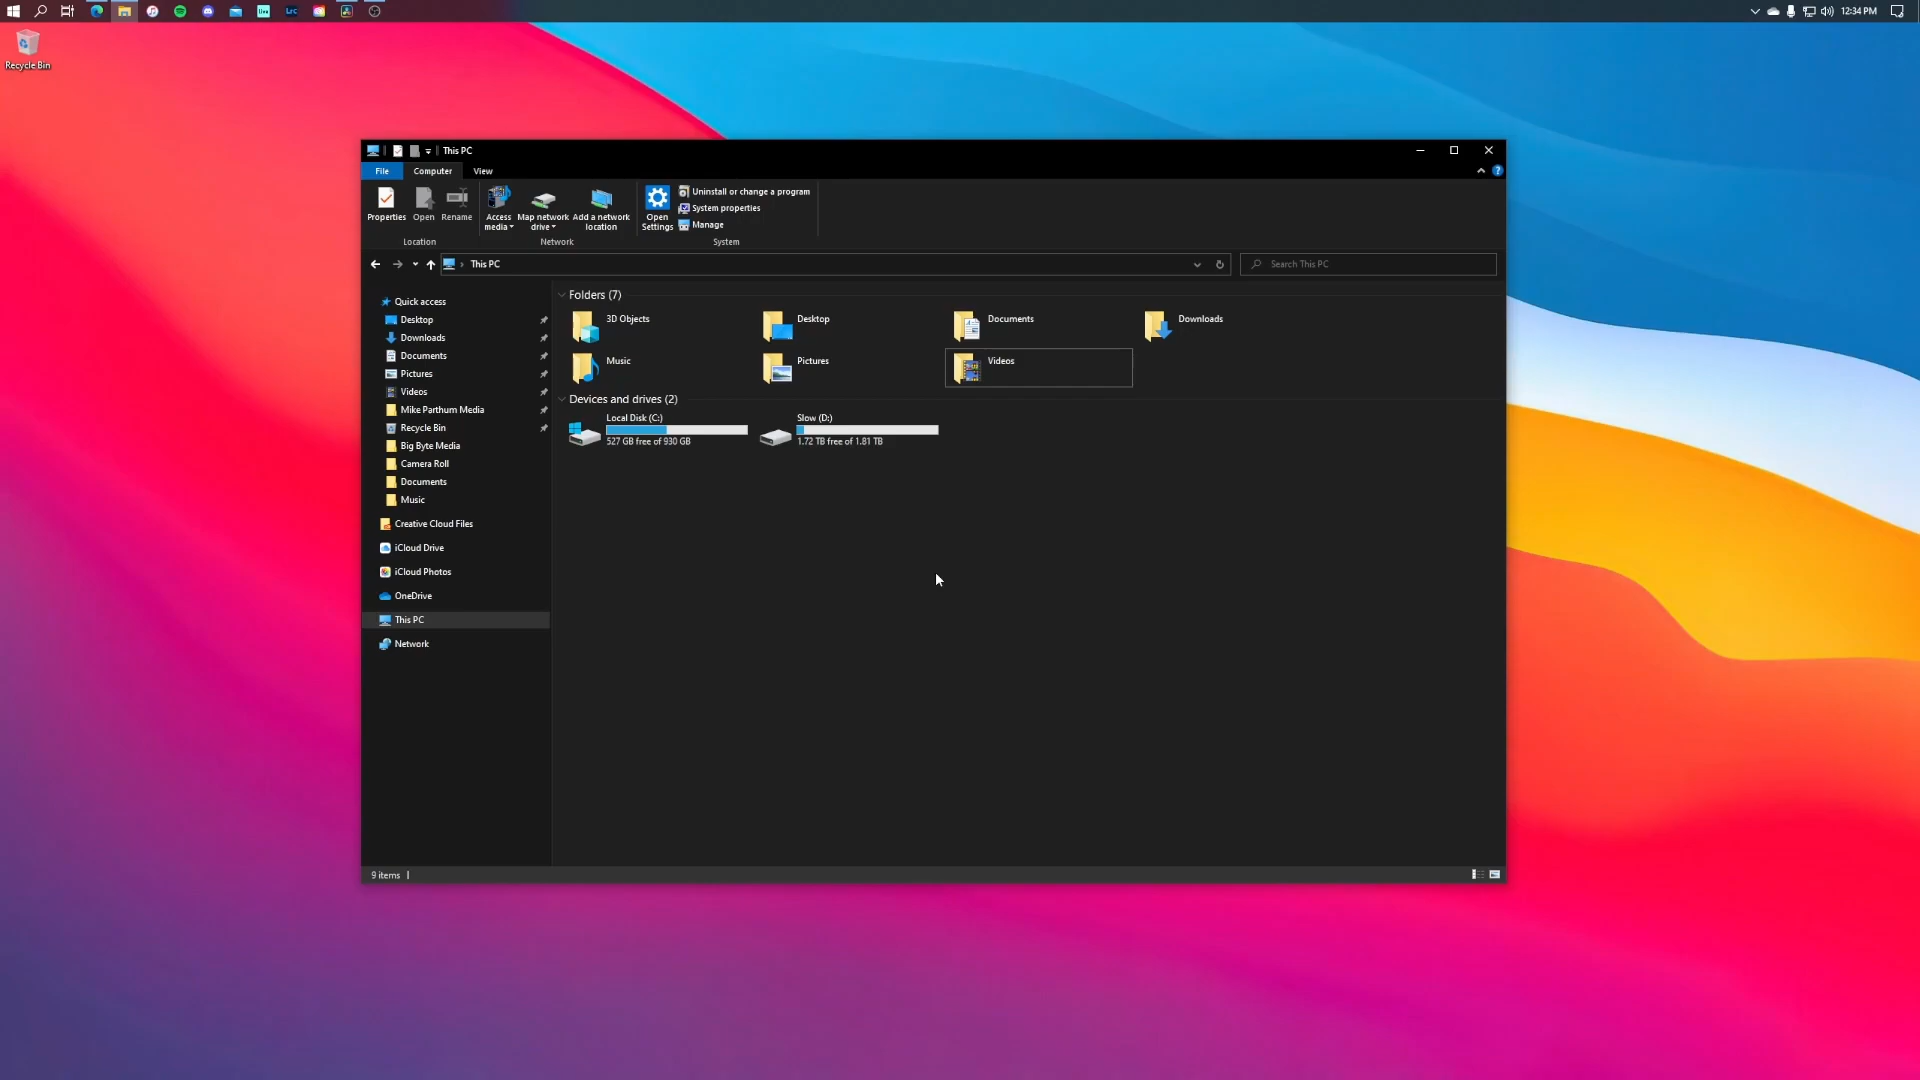 12:34 PM
Recycle Bin
This PC
File Computer View
Properties Open Rename
Access media
Map network drive
Add a network location
Open Settings
Uninstall or change a program
System properties
Manage
Location Network System
This PC
Search This PC
Quick access
Desktop
Downloads
Documents
Pictures
Videos
Mike Parthum Media
Recycle Bin
Big Byte Media
Camera Roll
Documents
Music
Creative Cloud Files
iCloud Drive
iCloud Photos
OneDrive
This PC
Network
Folders (7)
3D Objects Desktop Documents Downloads
Music Pictures Videos
Devices and drives (2)
Local Disk (C:)
527 GB free of 930 GB
Slow (D:)
1.72 TB free of 1.81 TB
9 items